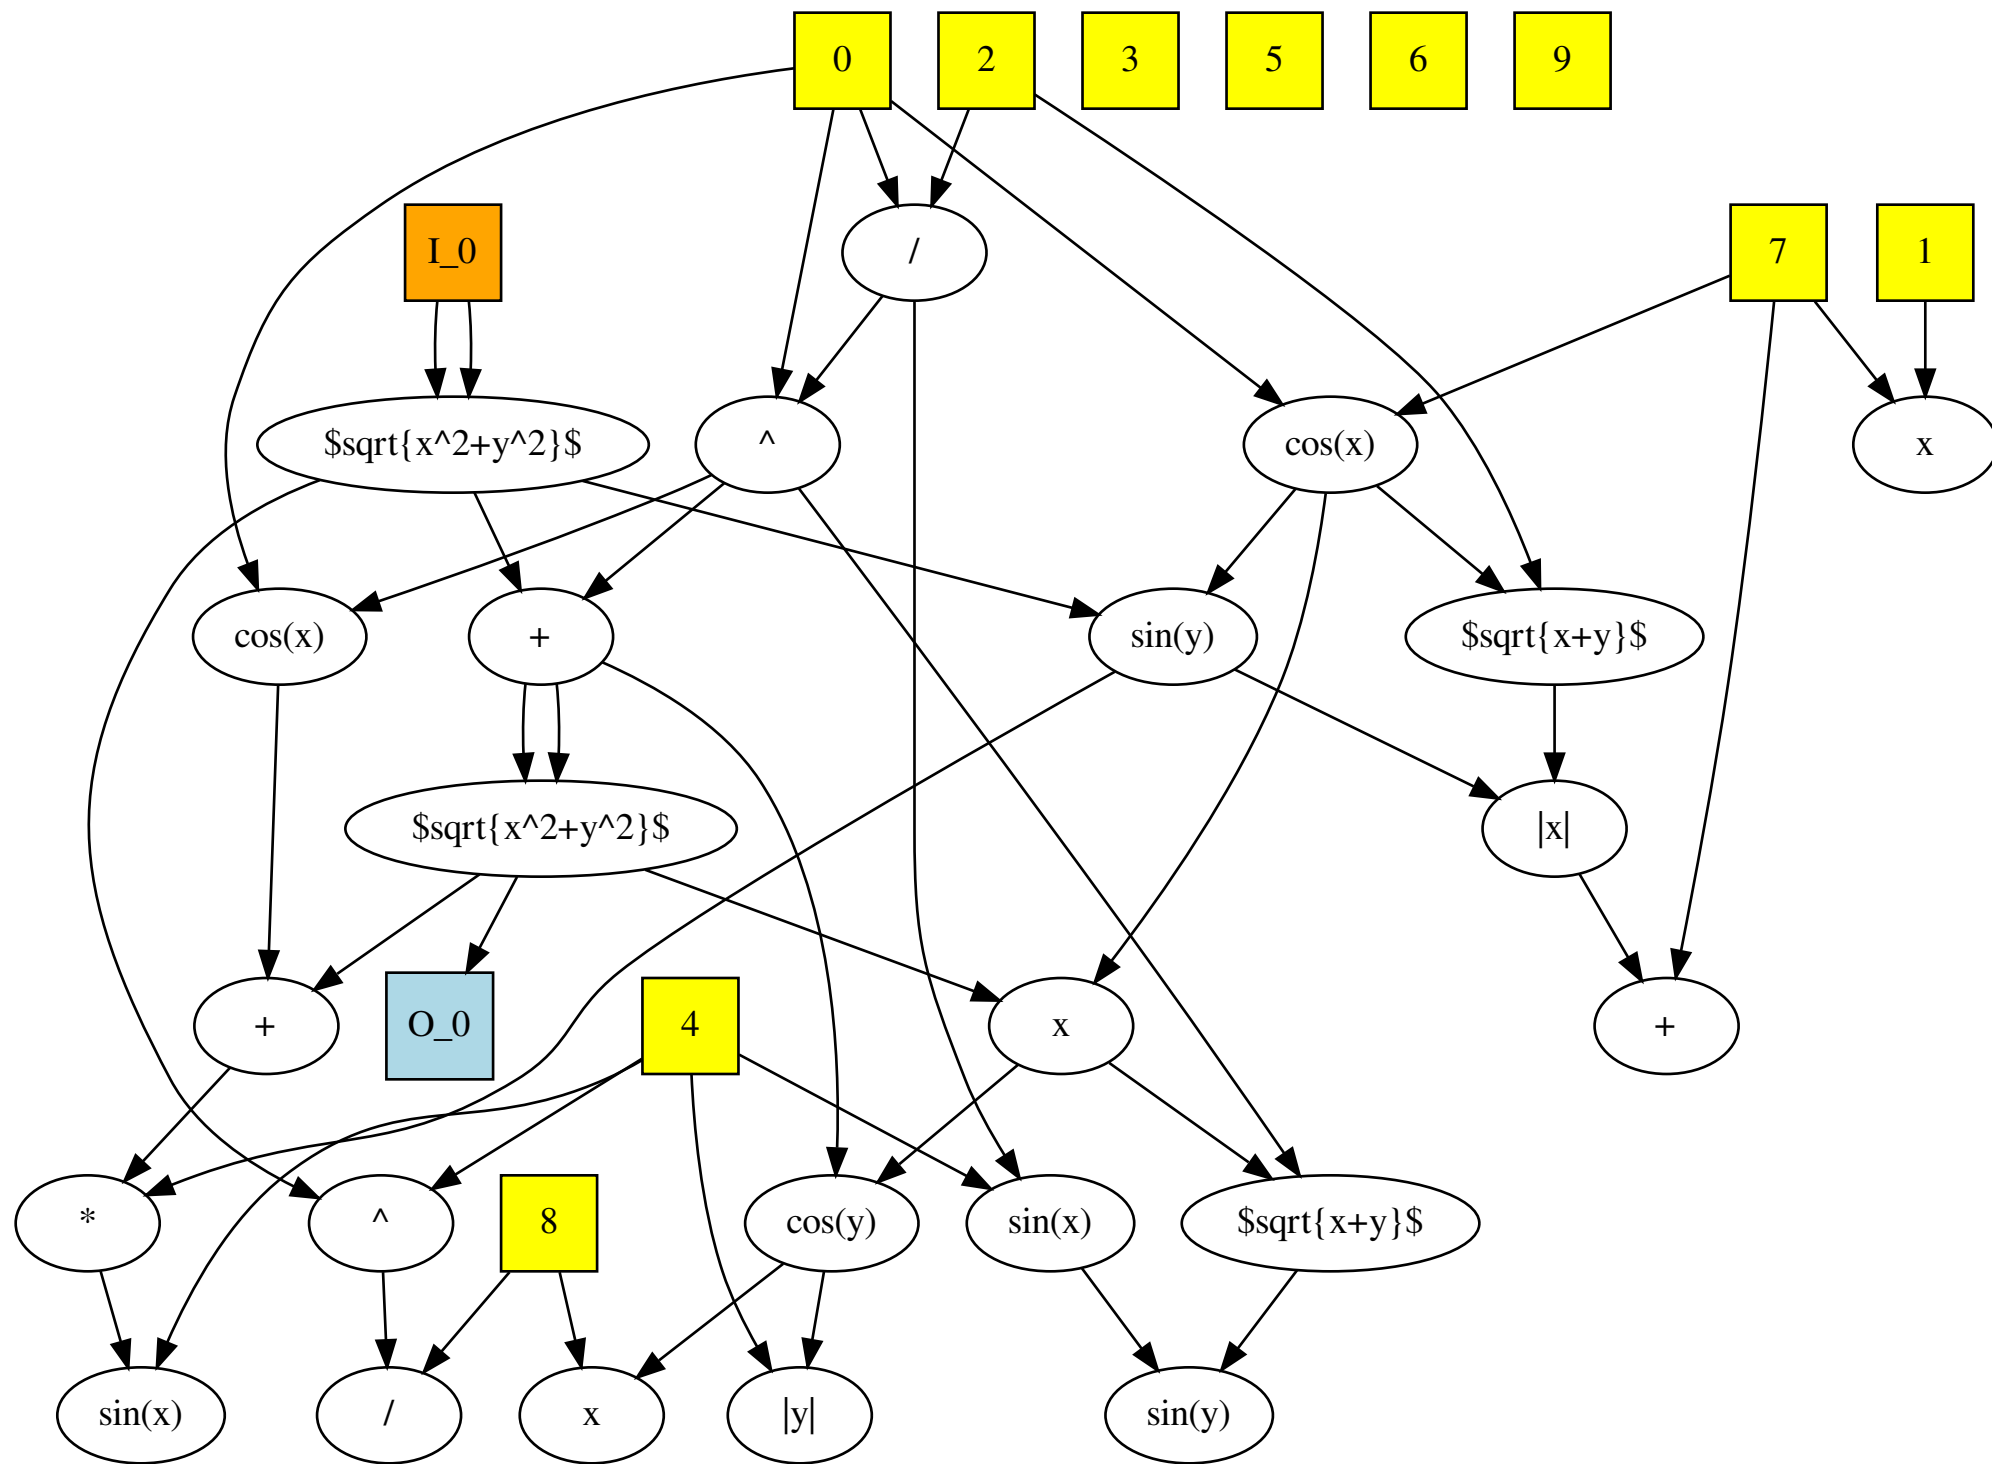 0
2
3
5
6
9
I_0
/
7
1
$sqrt{x^2+y^2}$
^
cos(x)
x
cos(x)
+
sin(y)
$sqrt{x+y}$
$sqrt{x^2+y^2}$
|x|
+
O_0
4
x
+
*
^
8
cos(y)
sin(x)
$sqrt{x+y}$
sin(x)
/
x
|y|
sin(y)